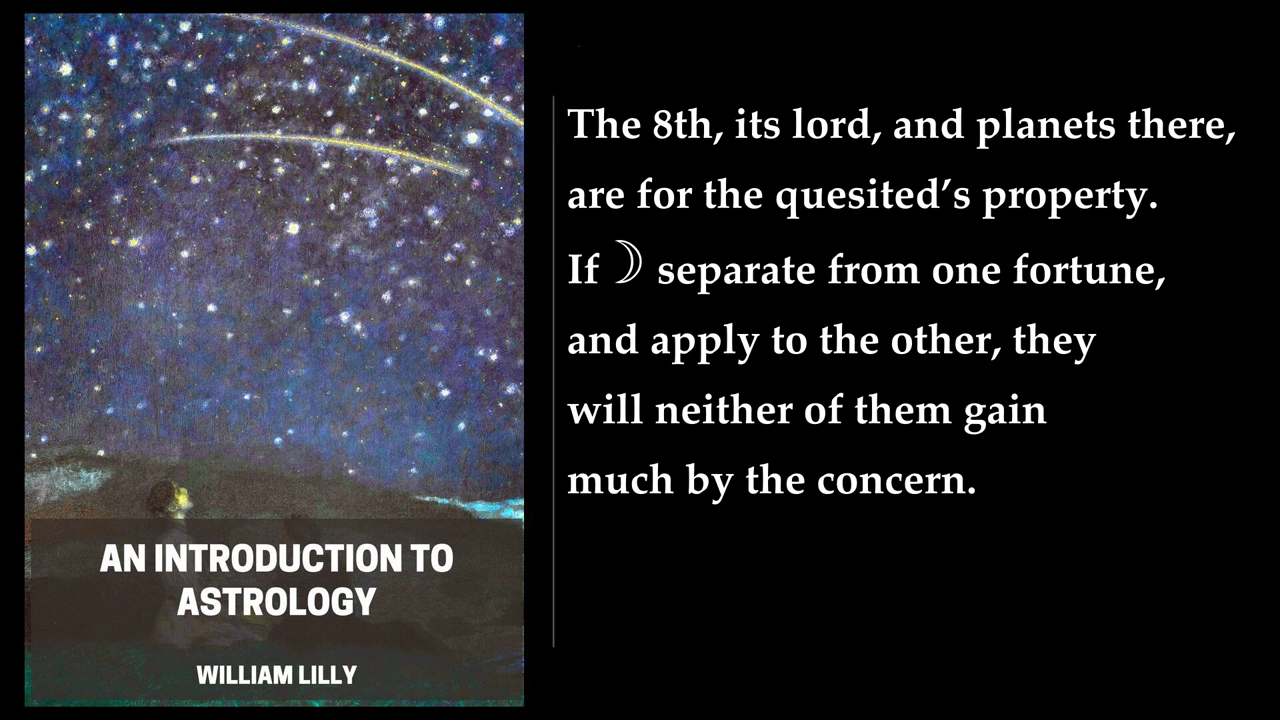 AN INTRODUCTION TO
ASTROLOGY
WILLIAM LILLY
The 8th, its lord, and planets there,
are for the quesited’s property.
If ☽ separate from one fortune,
and apply to the other, they
will neither of them gain
much by the concern.